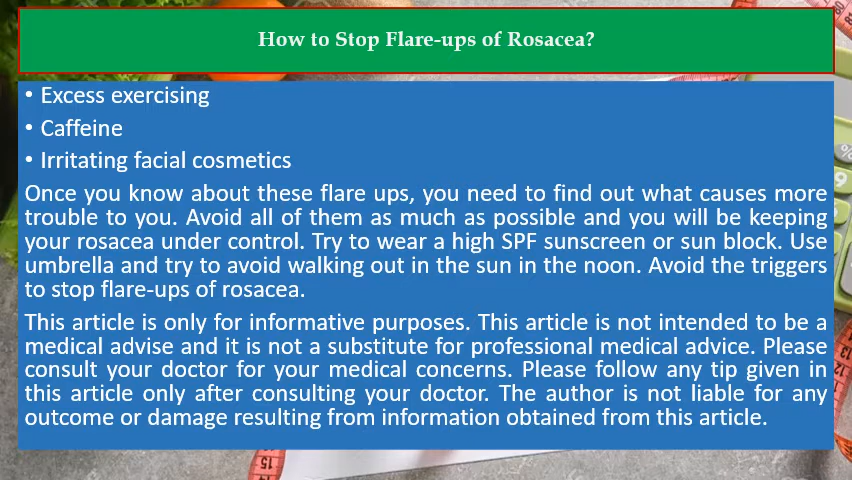 How to Stop Flare-ups of Rosacea?
• Excess exercising
• Caffeine
• Irritating facial cosmetics
Once you know about these flare ups, you need to find out what causes more
trouble to you. Avoid all of them as much as possible and you will be keeping
your rosacea under control. Try to wear a high SPF sunscreen or sun block. Use
umbrella and try to avoid walking out in the sun in the noon. Avoid the triggers
to stop flare-ups of rosacea.
This article is only for informative purposes. This article is not intended to be a
medical advise and it is not a substitute for professional medical advice. Please
consult your doctor for your medical concerns. Please follow any tip given in
this article only after consulting your doctor. The author is not liable for any
outcome or damage resulting from information obtained from this article.